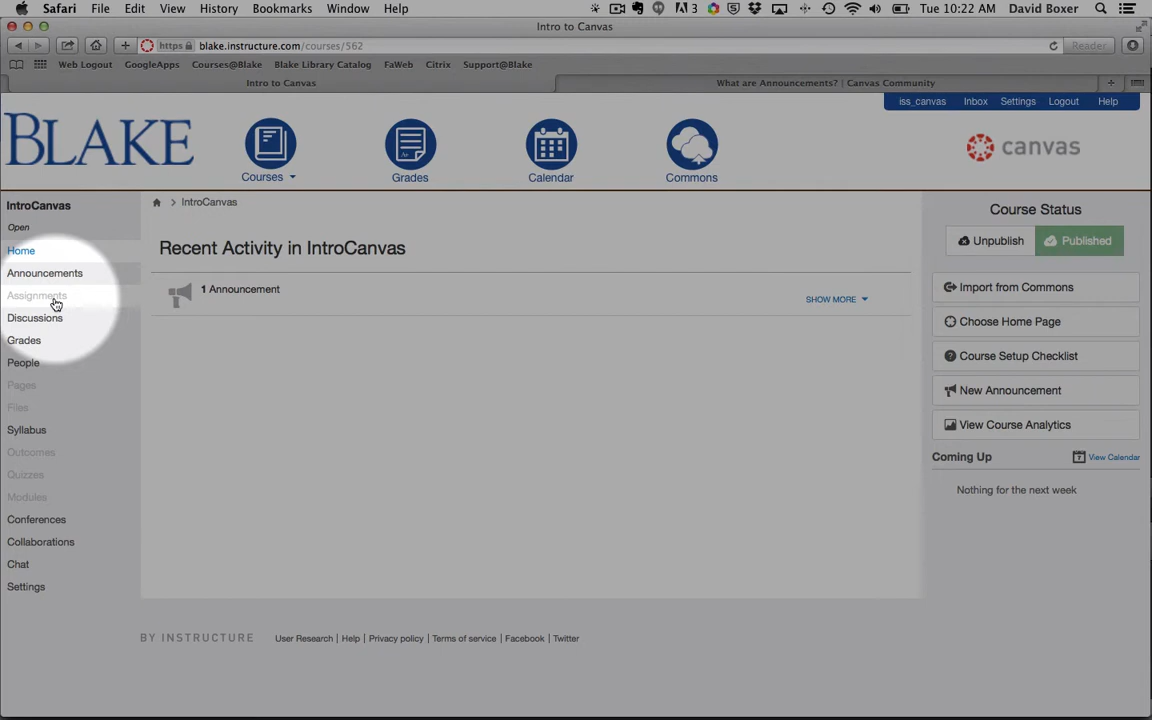 Safari File Edit View History Bookmarks Window Help 3 Tue 10:22 AM David Boxer
Intro to Canvas
https blake.instructure.com/courses/562 Reader
Web Logout GoogleApps Courses@Blake Blake Library Catalog FaWeb Citrix Support@Blake
Intro to Canvas What are Announcements? | Canvas Community
iss_canvas Inbox Settings Logout Help
BLAKE
canvas
Courses Grades Calendar Commons
IntroCanvas
Open
Home
Announcements
Assignments
Discussions
Grades
People
Pages
Files
Syllabus
Outcomes
Quizzes
Modules
Conferences
Collaborations
Chat
Settings
IntroCanvas
Recent Activity in IntroCanvas
1 Announcement
SHOW MORE
Course Status
Unpublish Published
Import from Commons
Choose Home Page
Course Setup Checklist
New Announcement
View Course Analytics
Coming Up View Calendar
Nothing for the next week
BY INSTRUCTURE User Research | Help | Privacy policy | Terms of service | Facebook | Twitter